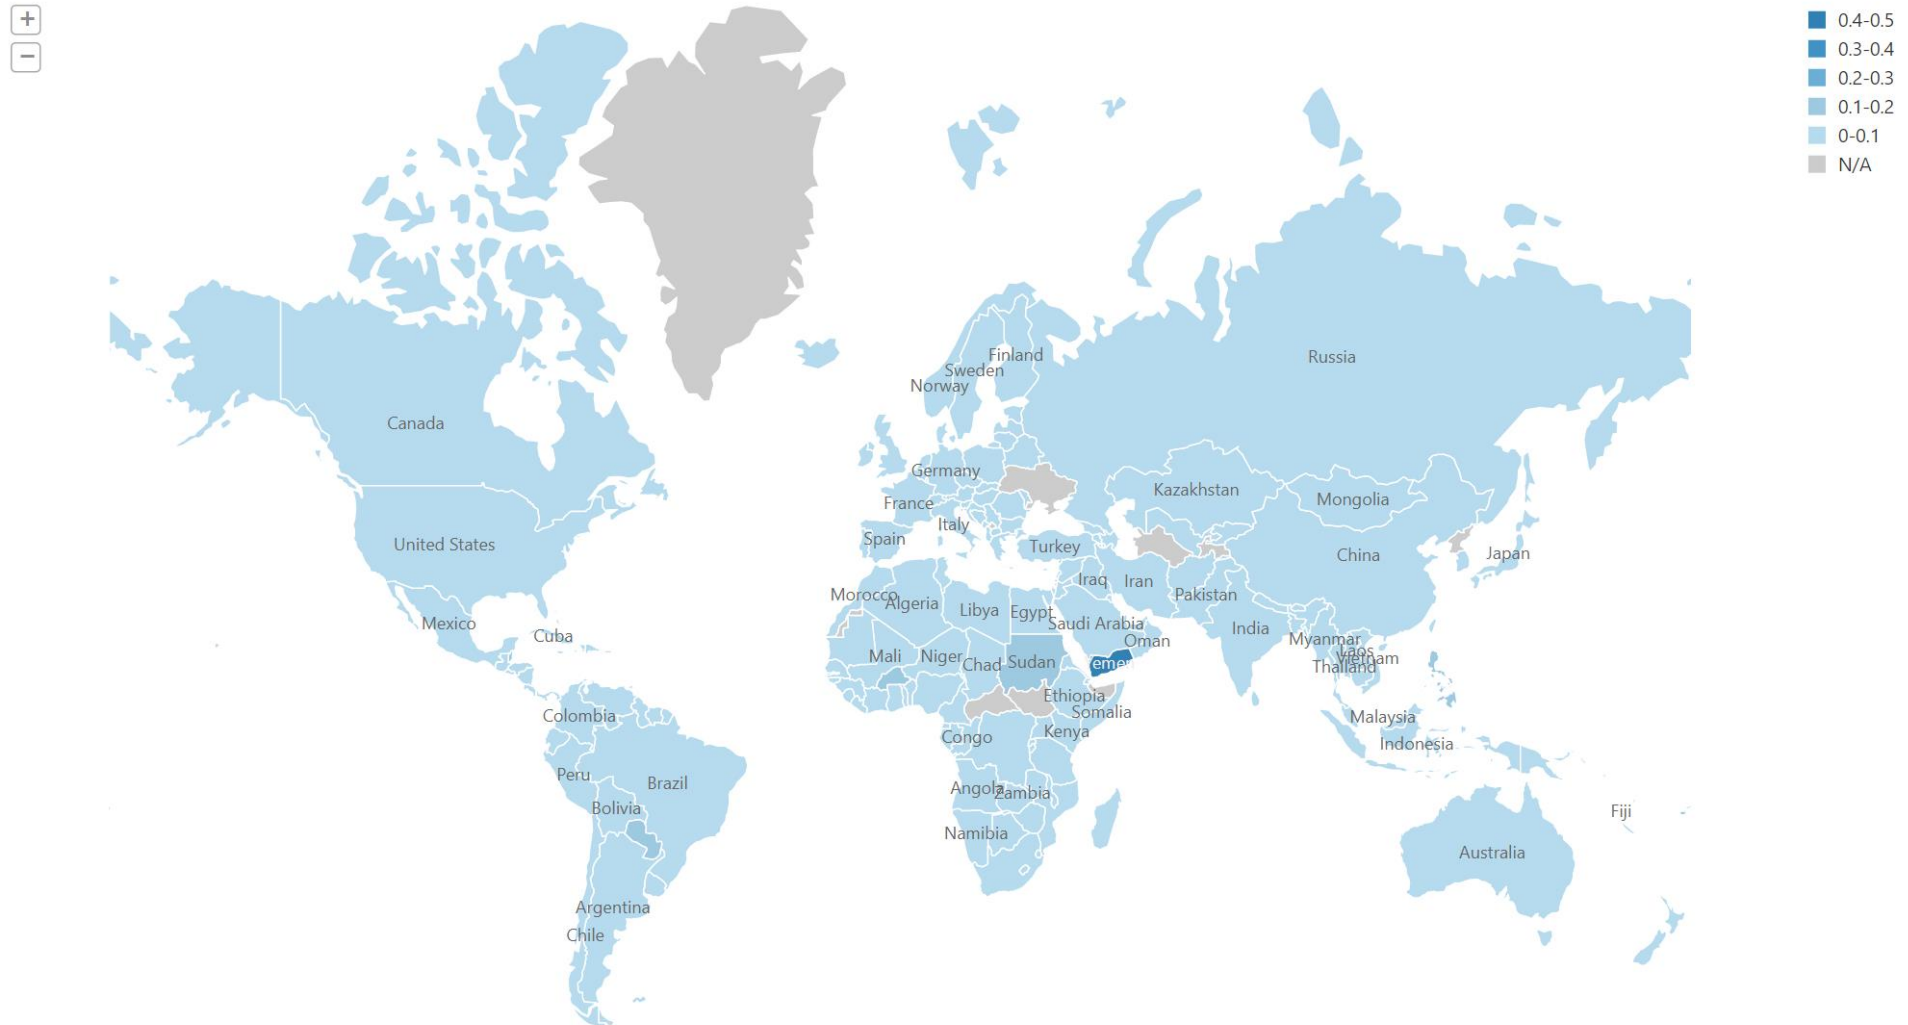 +
−
0.4-0.5
0.3-0.4
0.2-0.3
0.1-0.2
0-0.1
N/A
Finland
Russia
Sweden
Norway
Canada
Germany
Kazakhstan
Mongolia
France
Italy
Spain
United States
Turkey
China
Japan
Iraq
Iran
Pakistan
Morocco
Algeria
Libya
Egypt
Saudi Arabia
Mexico
Cuba
India
Myanmar
Oman
Laos
Vietnam
Thailand
Mali
Niger
Chad
Sudan
Ethiopia
Somalia
Colombia
Malaysia
Congo
Kenya
Indonesia
Peru
Brazil
Angola
Zambia
Bolivia
Fiji
Namibia
Australia
Argentina
Chile